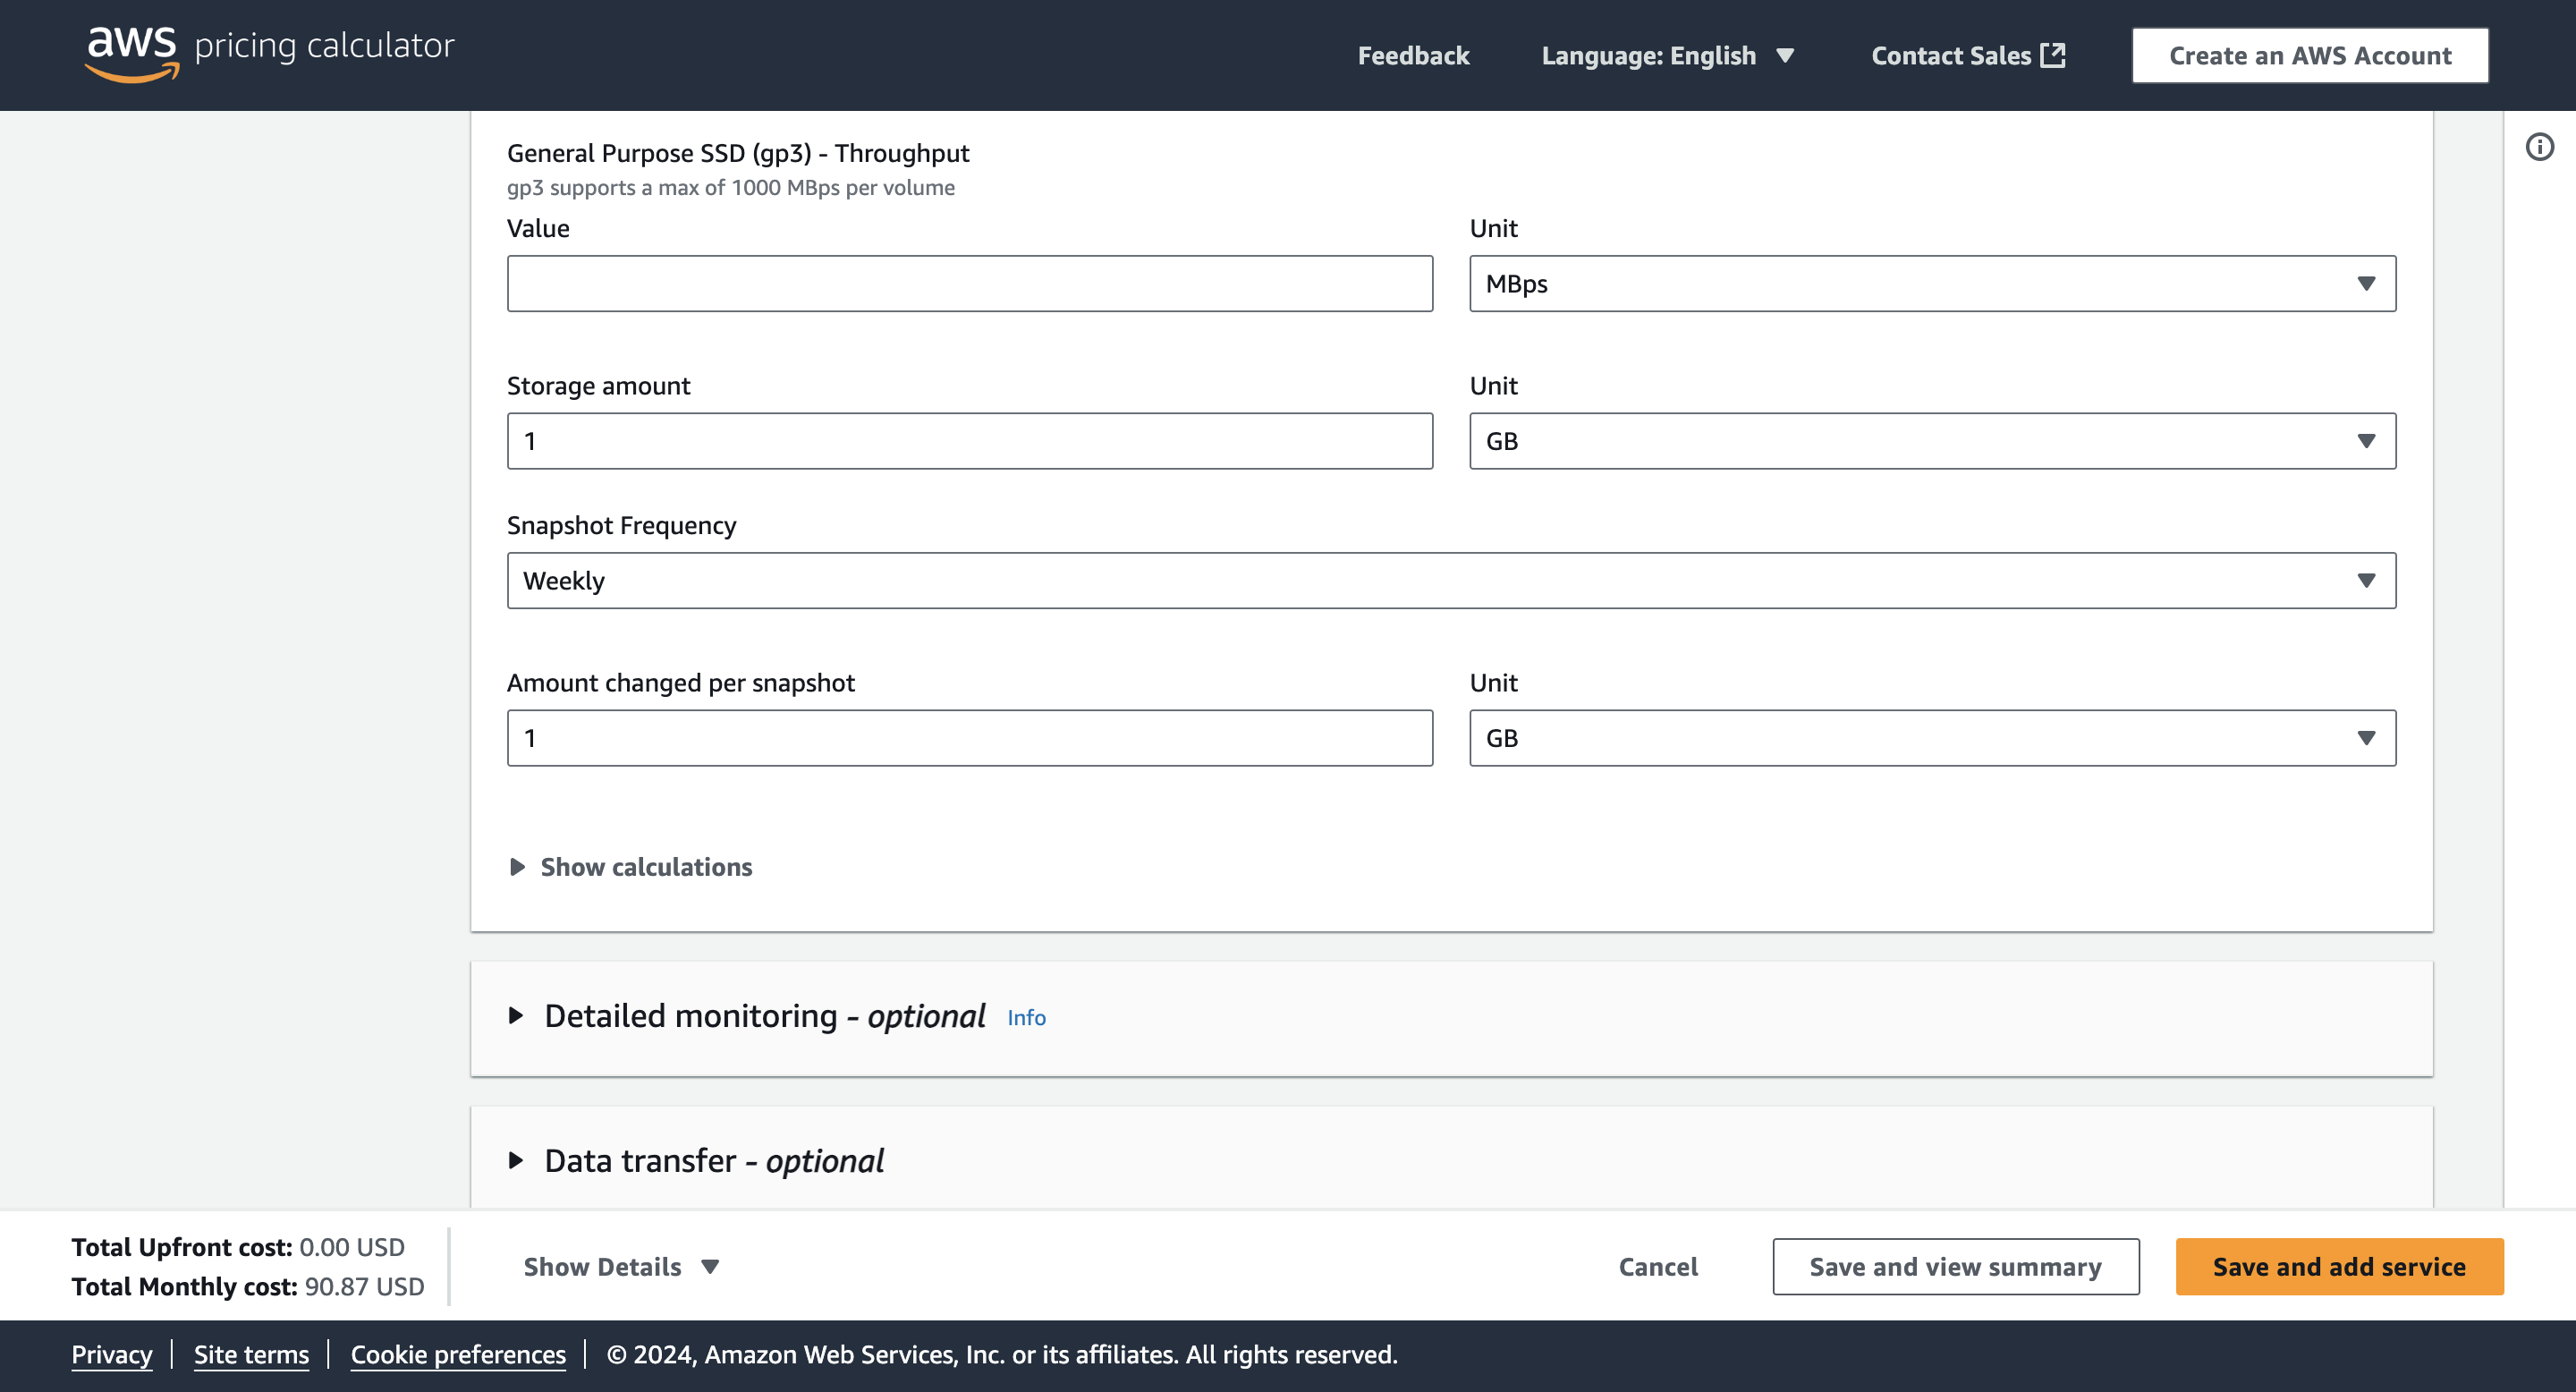 aws pricing calculator
Feedback
Language: English
Contact Sales
Create an AWS Account
General Purpose SSD (gp3) - Throughput
gp3 supports a max of 1000 MBps per volume
Value
Unit
MBps
Storage amount
Unit
1
GB
Snapshot Frequency
Weekly
Amount changed per snapshot
Unit
1
GB
Show calculations
Detailed monitoring - optional Info
Data transfer - optional
Total Upfront cost: 0.00 USD
Total Monthly cost: 90.87 USD
Show Details
Cancel
Save and view summary
Save and add service
Privacy
Site terms
Cookie preferences
© 2024, Amazon Web Services, Inc. or its affiliates. All rights reserved.